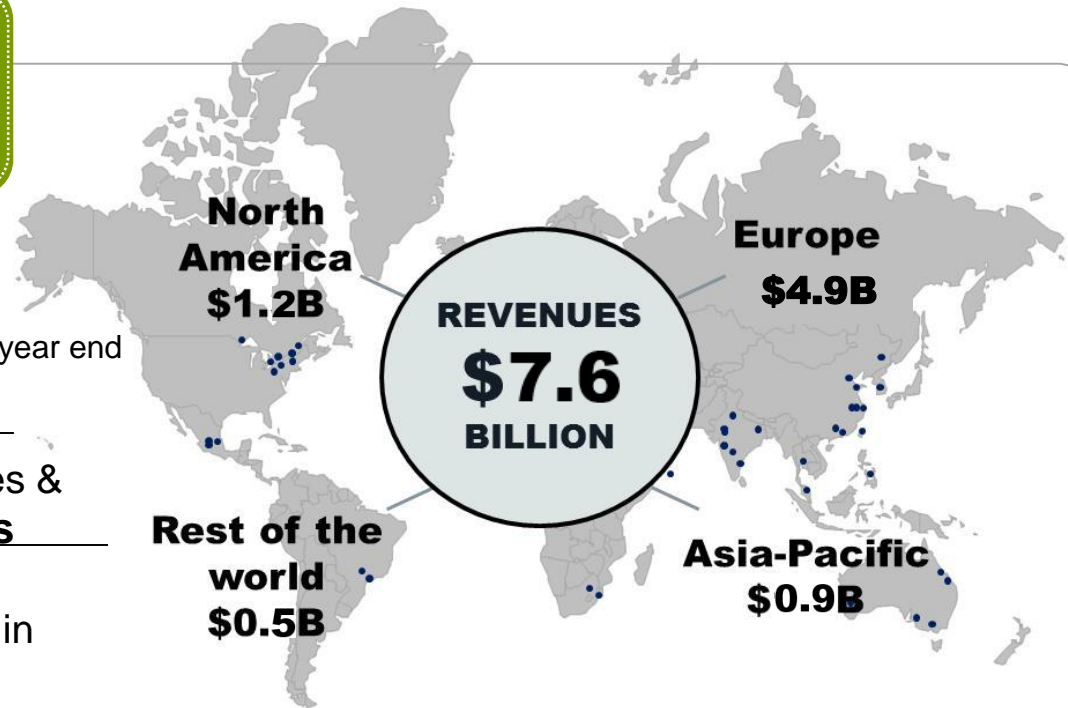 North
America
$1.2B
Europe
$4.9B
REVENUES
$7.6
BILLION
year end
es &
s
in
Rest of the
world
$0.5B
Asia-Pacific
$0.9B